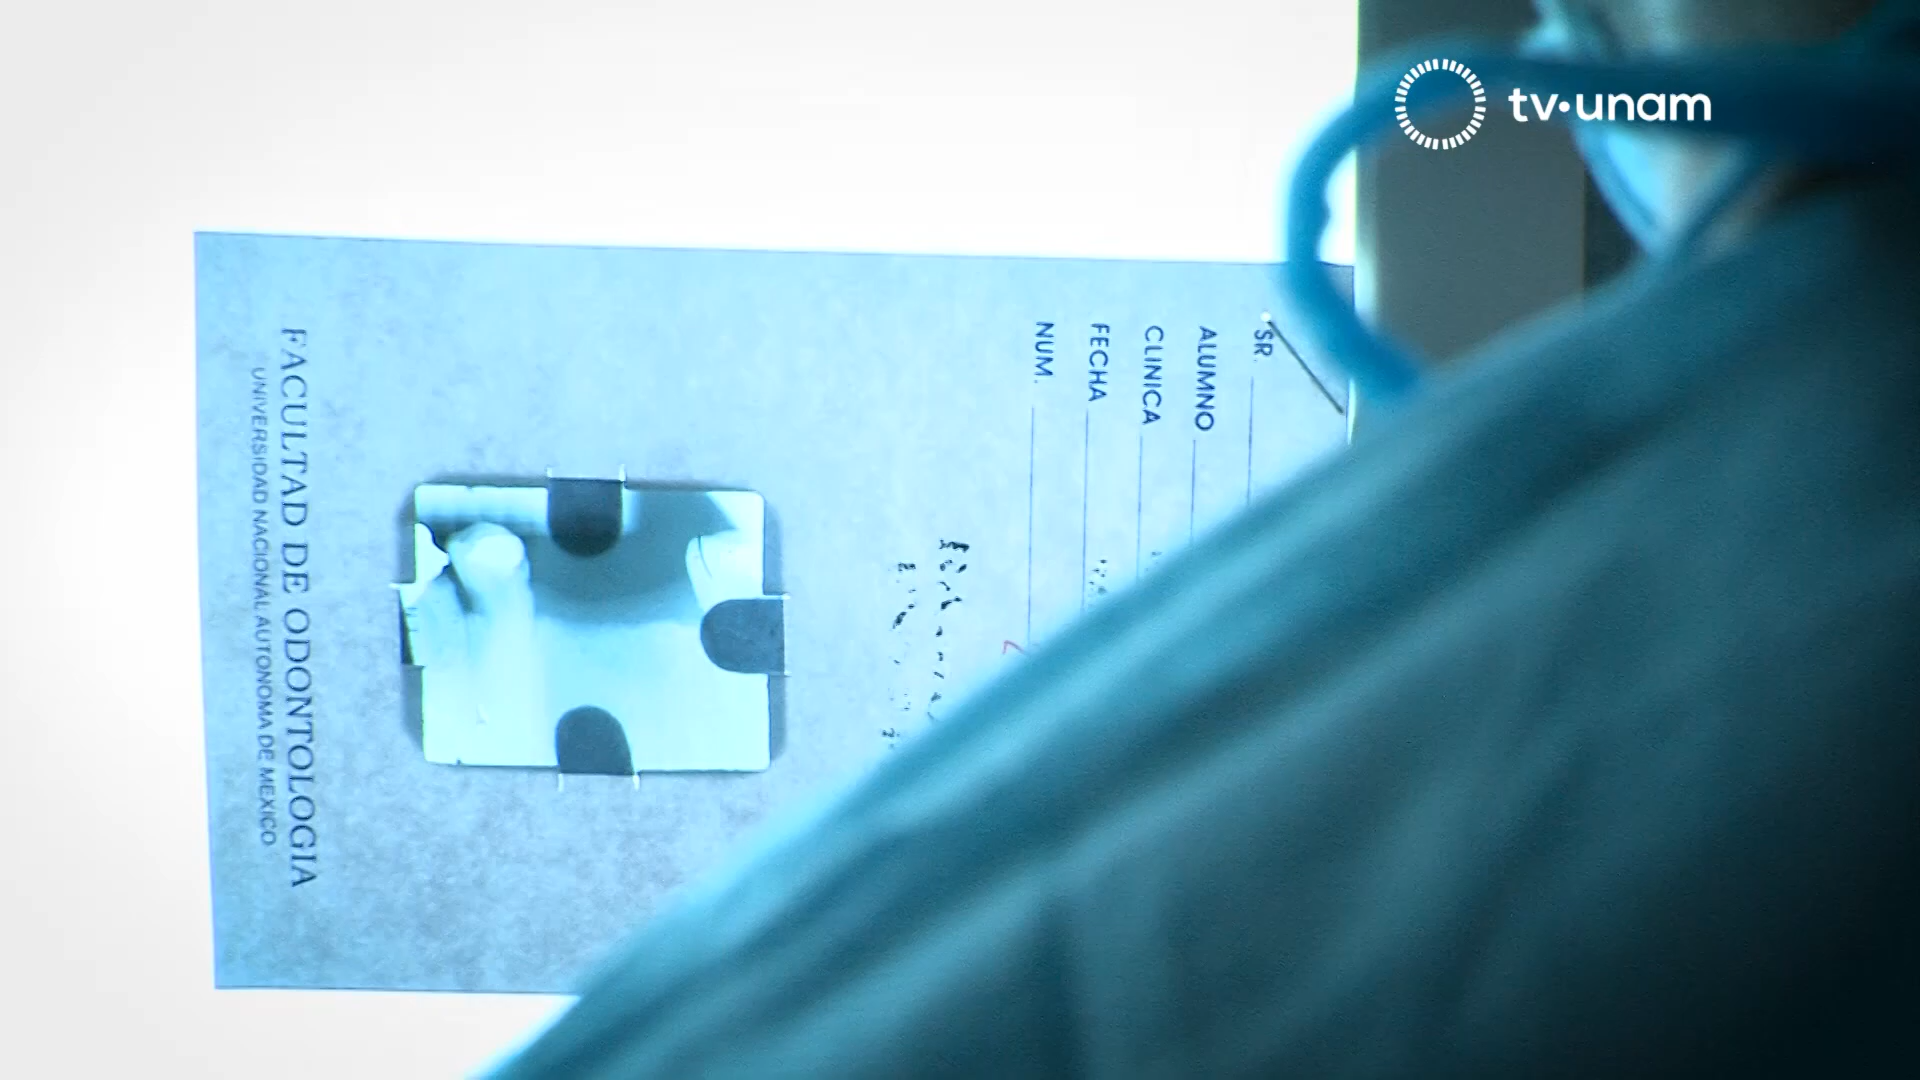 tv•unam
FACULTAD DE ODONTOLOGIA
UNIVERSIDAD NACIONAL AUTONOMA DE MEXICO
SR.
ALUMNO
CLINICA
FECHA
NUM.